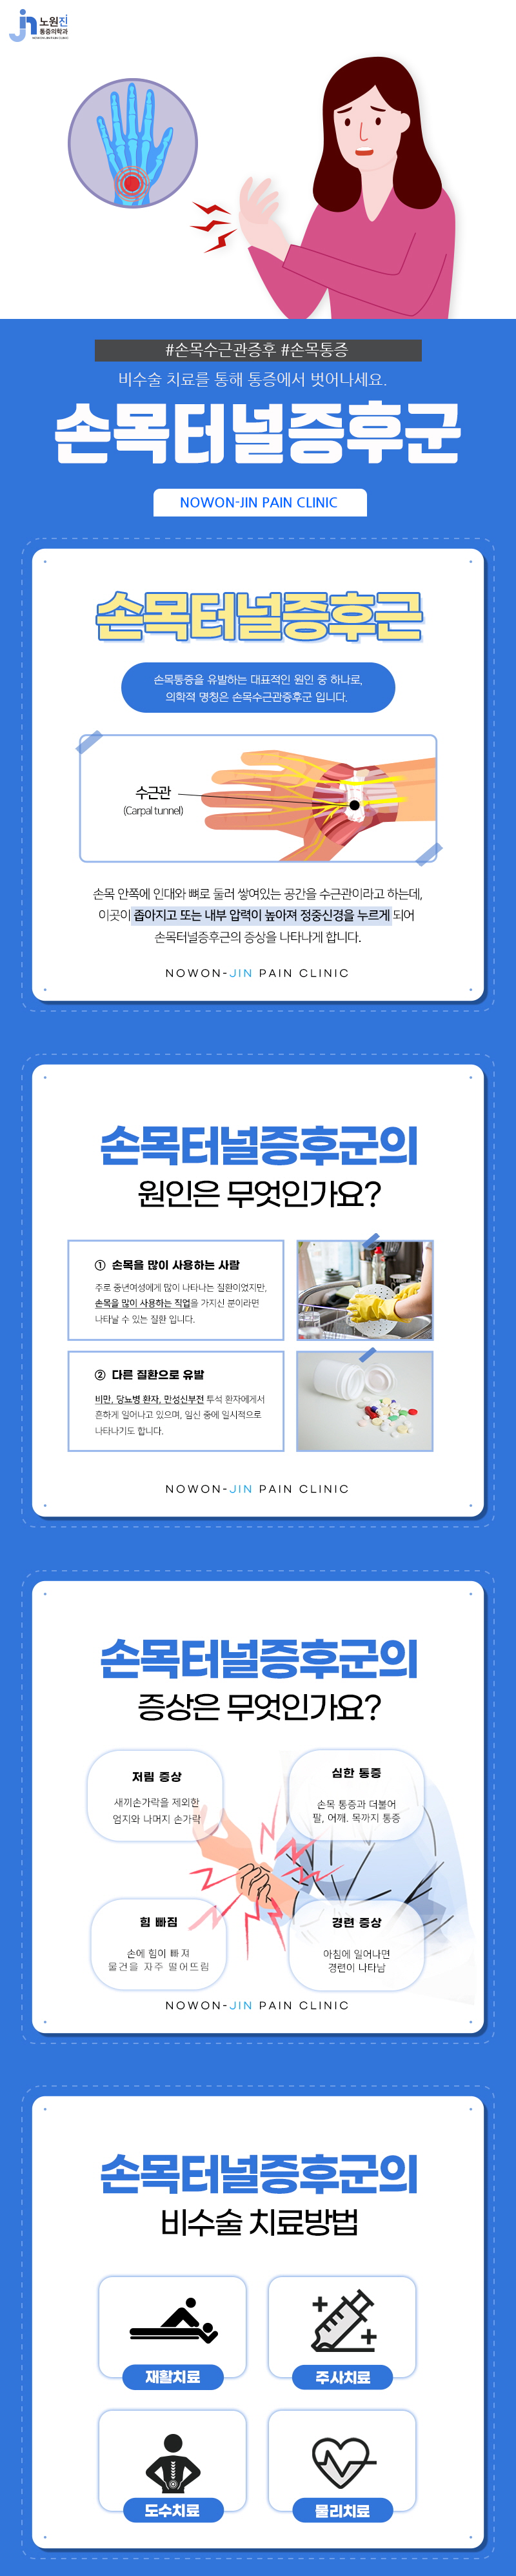 jn 노원진
통증의학과
#손목수근관증후 #손목통증
비수술 치료를 통해 통증에서 벗어나세요.
손목터널증후군
NOWON-JIN PAIN CLINIC
손목터널증후근
손목통증을 유발하는 대표적인 원인 중 하나로,
의학적 명칭은 손목수근관증후군 입니다.
수근관
(Carpal tunnel)
손목 안쪽에 인대와 뼈로 둘러 쌓여있는 공간을 수근관이라고 하는데,
이곳이 좁아지고 또는 내부 압력이 높아져 정중신경을 누르게 되어
손목터널증후근의 증상을 나타나게 합니다.
NOWON-JIN PAIN CLINIC
손목터널증후군의
원인은 무엇인가요?
① 손목을 많이 사용하는 사람
주로 중년여성에게 많이 나타나는 질환이었지만,
손목을 많이 사용하는 직업을 가지신 분이라면
나타날 수 있는 질환 입니다.
② 다른 질환으로 유발
비만, 당뇨병 환자, 만성신부전 투석 환자에게서
흔하게 일어나고 있으며, 임신 중에 일시적으로
나타나기도 합니다.
NOWON-JIN PAIN CLINIC
손목터널증후군의
증상은 무엇인가요?
저림 증상
새끼손가락을 제외한
엄지와 나머지 손가락
심한 통증
손목 통증과 더불어
팔, 어깨, 목까지 통증
힘 빠짐
손에 힘이 빠져
물건을 자주 떨어뜨림
경련 증상
아침에 일어나면
경련이 나타남
NOWON-JIN PAIN CLINIC
손목터널증후군의
비수술 치료방법
재활치료
주사치료
도수치료
물리치료